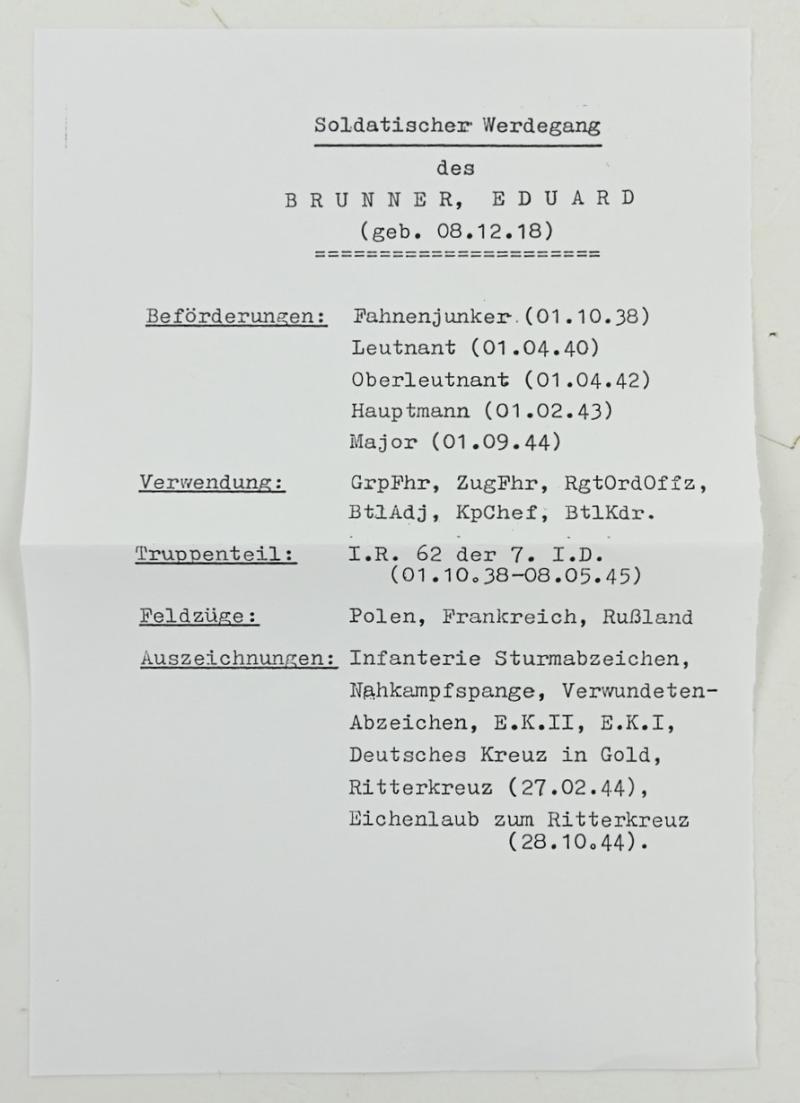 Soldatischer Werdegang
des
B R U N N E R, E D U A R D
(geb. 08.12.18)
======================
Beförderungen: Fahnenjunker (01.10.38)
Leutnant (01.04.40)
Oberleutnant (01.04.42)
Hauptmann (01.02.43)
Major (01.09.44)
Verwendung: GrpFhr, ZugFhr, RgtOrdOffz,
BtlAdj, KpChef, BtlKdr.
Truppenteil: I.R. 62 der 7. I.D.
(01.10.38-08.05.45)
Feldzüge: Polen, Frankreich, Rußland
Auszeichnungen: Infanterie Sturmabzeichen,
Nahkampfspange, Verwundeten-
Abzeichen, E.K.II, E.K.I,
Deutsches Kreuz in Gold,
Ritterkreuz (27.02.44),
Eichenlaub zum Ritterkreuz
(28.10.44).